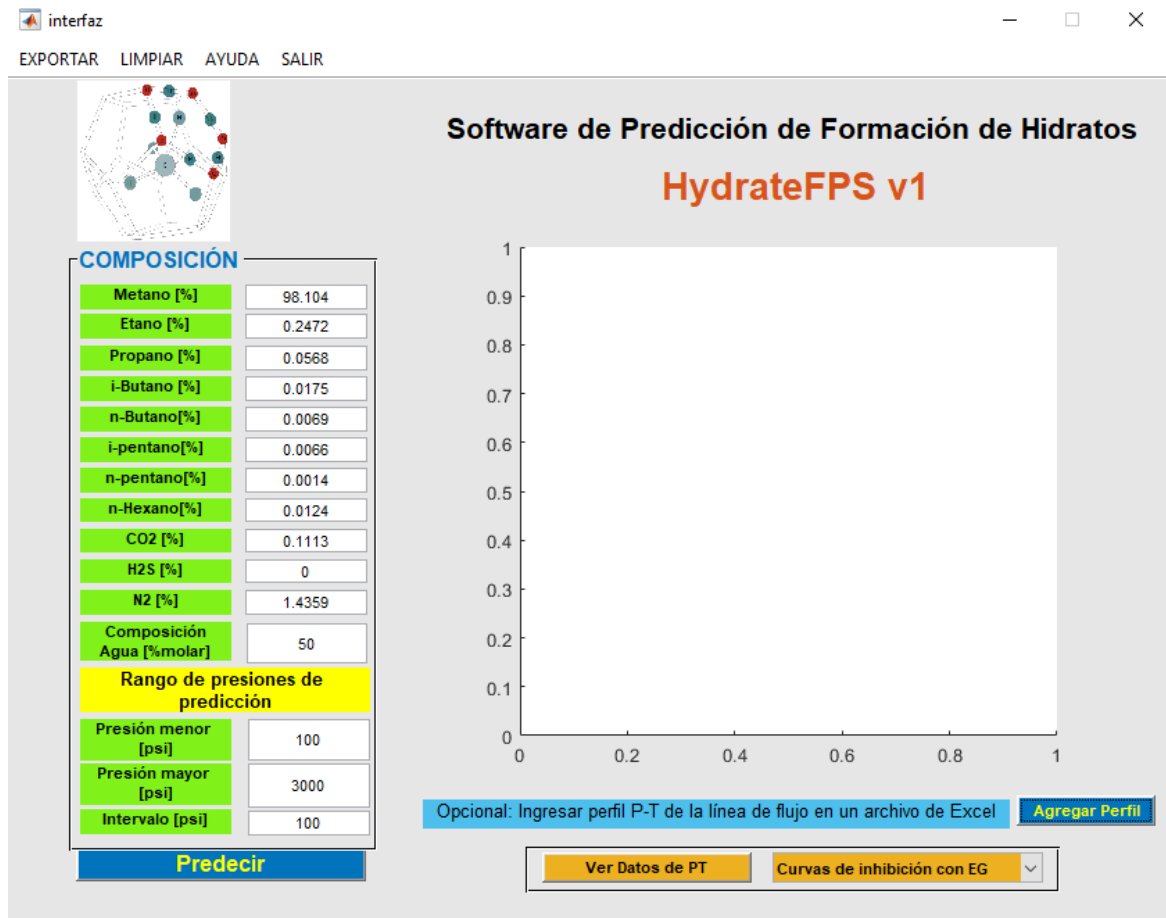 interfaz
EXPORTAR LIMPIAR AYUDA SALIR
Software de Predicción de Formación de Hidratos
HydrateFPS v1
COMPOSICIÓN
Metano [%] 98.104
Etano [%] 0.2472
Propano [%] 0.0568
i-Butano [%] 0.0175
n-Butano[%] 0.0069
i-pentano[%] 0.0066
n-pentano[%] 0.0014
n-Hexano[%] 0.0124
CO2 [%] 0.1113
H2S [%] 0
N2 [%] 1.4359
Composición
Agua [%molar] 50
Rango de presiones de
predicción
Presión menor
[psi] 100
Presión mayor
[psi] 3000
Intervalo [psi] 100
Predecir
1
0.9
0.8
0.7
0.6
0.5
0.4
0.3
0.2
0.1
0
0 0.2 0.4 0.6 0.8 1
Opcional: Ingresar perfil P-T de la línea de flujo en un archivo de Excel Agregar Perfil
Ver Datos de PT Curvas de inhibición con EG